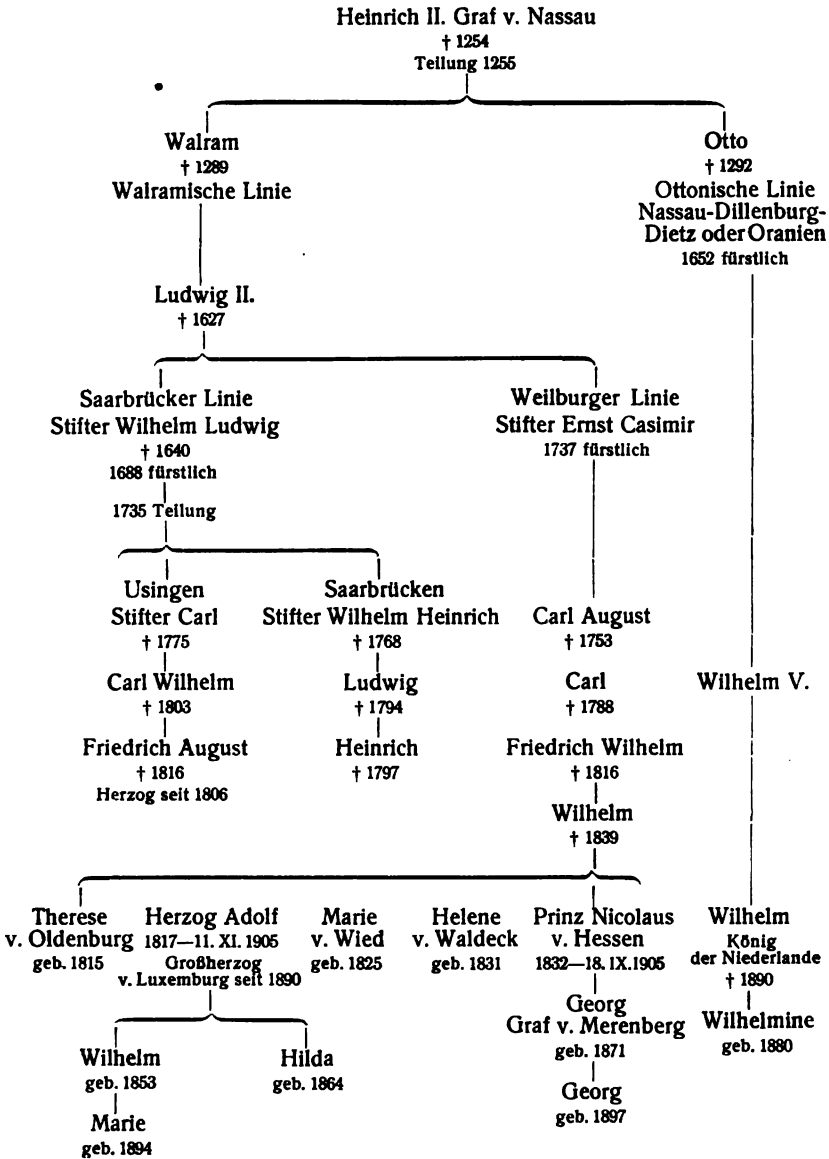 Heinrich II. Graf v. Nassau
† 1254
Teilung 1255
Walram
† 1289
Walramische Linie
Otto
† 1292
Ottonische Linie
Nassau-Dillenburg-
Dietz oder Oranien
1652 fürstlich
Ludwig II.
† 1627
Saarbrücker Linie
Stifter Wilhelm Ludwig
† 1640
1688 fürstlich
1735 Teilung
Weilburger Linie
Stifter Ernst Casimir
1737 fürstlich
Usingen
Stifter Carl
† 1775
Saarbrücken
Stifter Wilhelm Heinrich
† 1768
Carl August
† 1753
Carl Wilhelm
† 1803
Ludwig
† 1794
Carl
† 1788
Wilhelm V.
Friedrich August
† 1816
Herzog seit 1806
Heinrich
† 1797
Friedrich Wilhelm
† 1816
Wilhelm
† 1839
Therese
v. Oldenburg
geb. 1815
Herzog Adolf
1817—11. XI. 1905
Großherzog
v. Luxemburg seit 1890
Marie
v. Wied
geb. 1825
Helene
v. Waldeck
geb. 1831
Prinz Nicolaus
v. Hessen
1832—18. IX. 1905
Wilhelm
König
der Niederlande
† 1890
Georg
Graf v. Merenberg
geb. 1871
Wilhelmine
geb. 1880
Wilhelm
geb. 1853
Hilda
geb. 1864
Georg
geb. 1897
Marie
geb. 1894